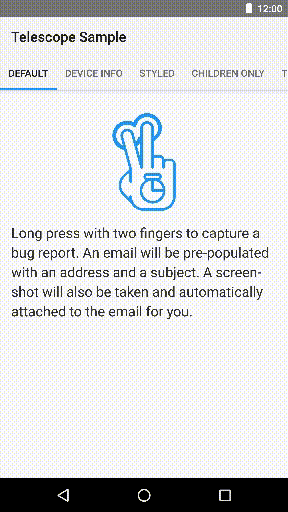 12:00
Telescope Sample
DEFAULT DEVICE INFO STYLED CHILDREN ONLY T
Long press with two fingers to capture a
bug report. An email will be pre-populated
with an address and a subject. A screen-
shot will also be taken and automatically
attached to the email for you.